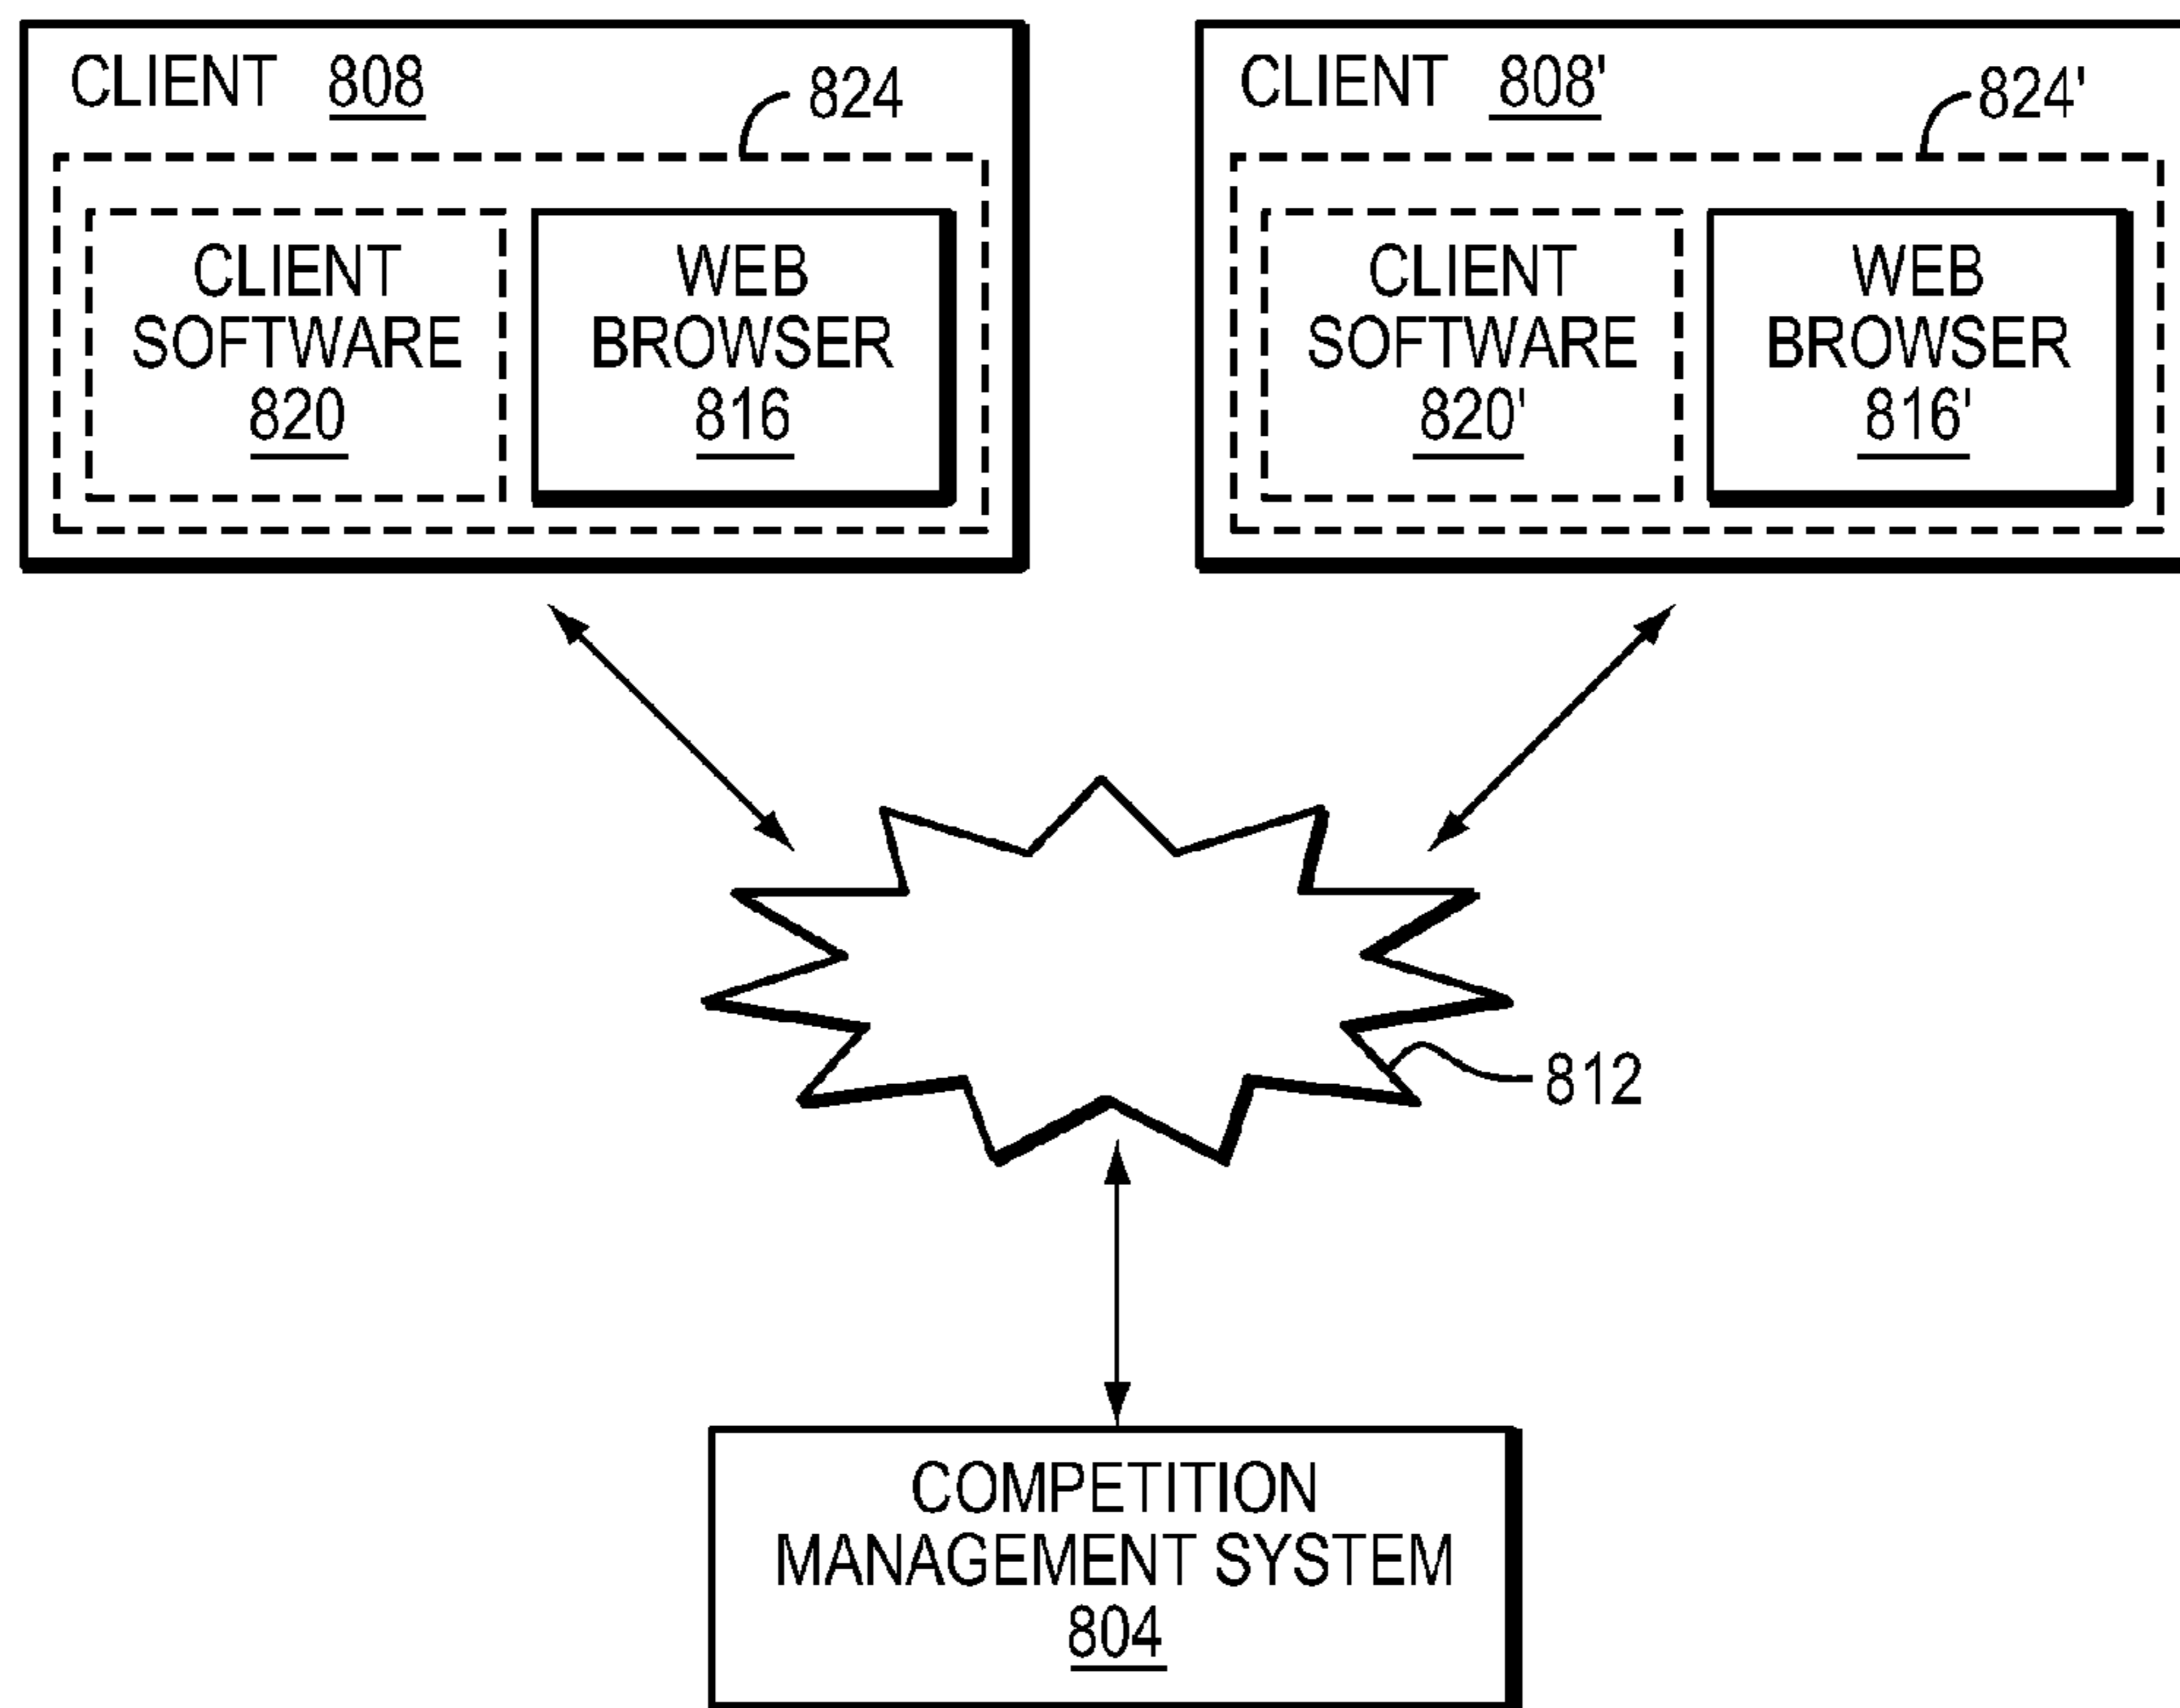 CLIENT 808
824
CLIENT
SOFTWARE
820
WEB
BROWSER
816
CLIENT 808'
824'
CLIENT
SOFTWARE
820'
WEB
BROWSER
816'
812
COMPETITION
MANAGEMENT SYSTEM
804